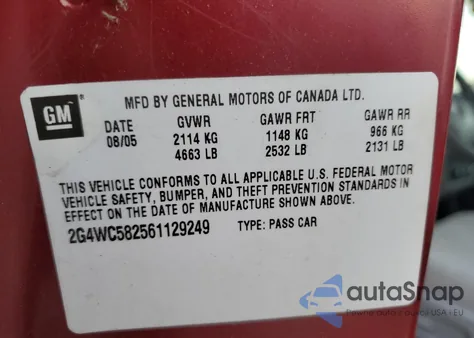 GM
MFD BY GENERAL MOTORS OF CANADA LTD.
DATE GVWR GAWR FRT GAWR RR
08/05 2114 KG 1148 KG 966 KG
4663 LB 2532 LB 2131 LB
THIS VEHICLE CONFORMS TO ALL APPLICABLE U.S. FEDERAL MOTOR
VEHICLE SAFETY, BUMPER, AND THEFT PREVENTION STANDARDS IN
EFFECT ON THE DATE OF MANUFACTURE SHOWN ABOVE.
2G4WC582561129249 TYPE: PASS CAR
autoSnap